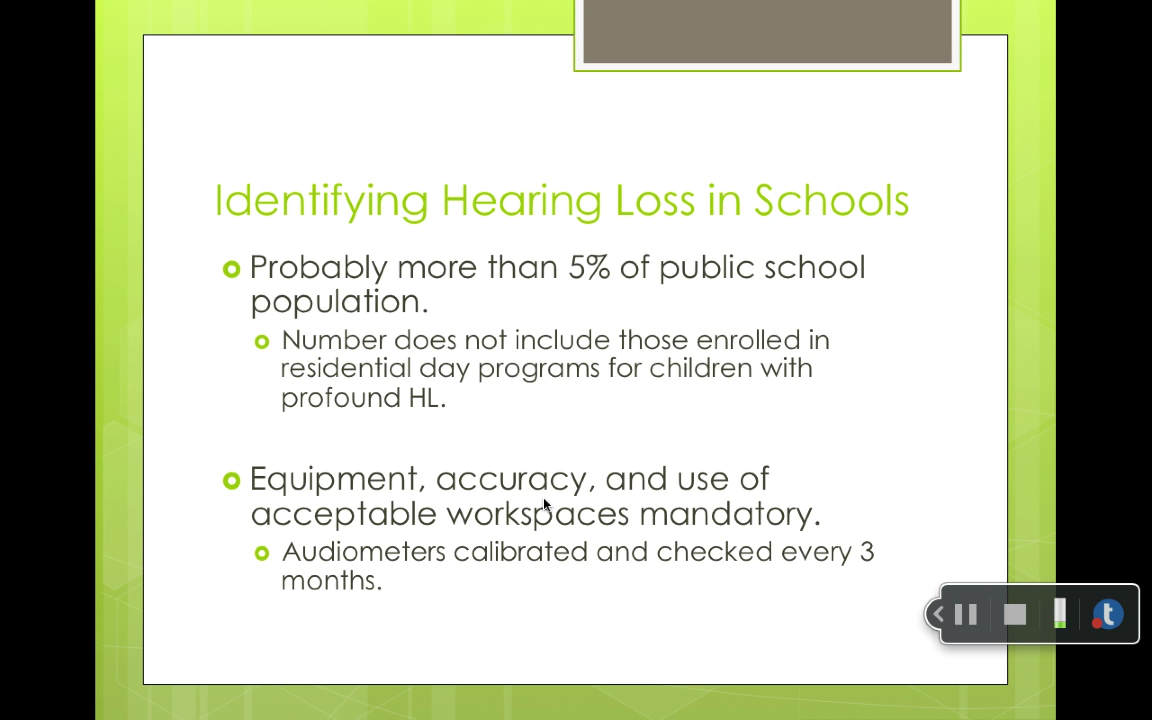 Identifying Hearing Loss in Schools
Probably more than 5% of public school
population.
Number does not include those enrolled in
residential day programs for children with
profound HL.
Equipment, accuracy, and use of
acceptable workspaces mandatory.
Audiometers calibrated and checked every 3
months.
t